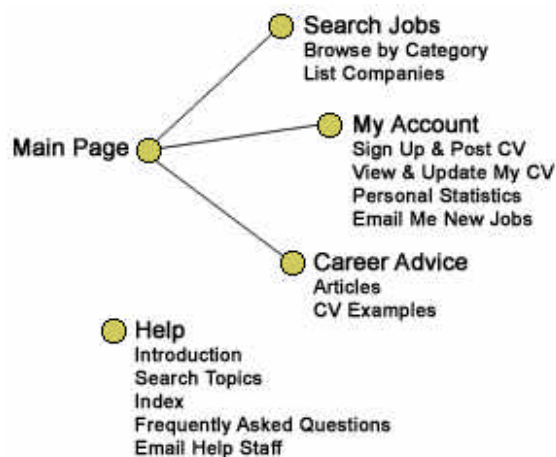 Search Jobs
Browse by Category
List Companies
Main Page
My Account
Sign Up & Post CV
View & Update My CV
Personal Statistics
Email Me New Jobs
Career Advice
Articles
CV Examples
Help
Introduction
Search Topics
Index
Frequently Asked Questions
Email Help Staff